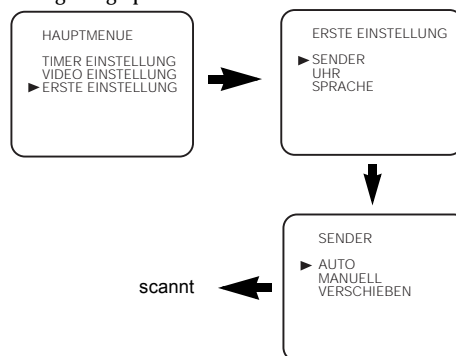 HAUPTMENUE
TIMER EINSTELLUNG
VIDEO EINSTELLUNG
ERSTE EINSTELLUNG
ERSTE EINSTELLUNG
SENDER
UHR
SPRACHE
SENDER
AUTO
MANUELL
VERSCHIEBEN
scannt